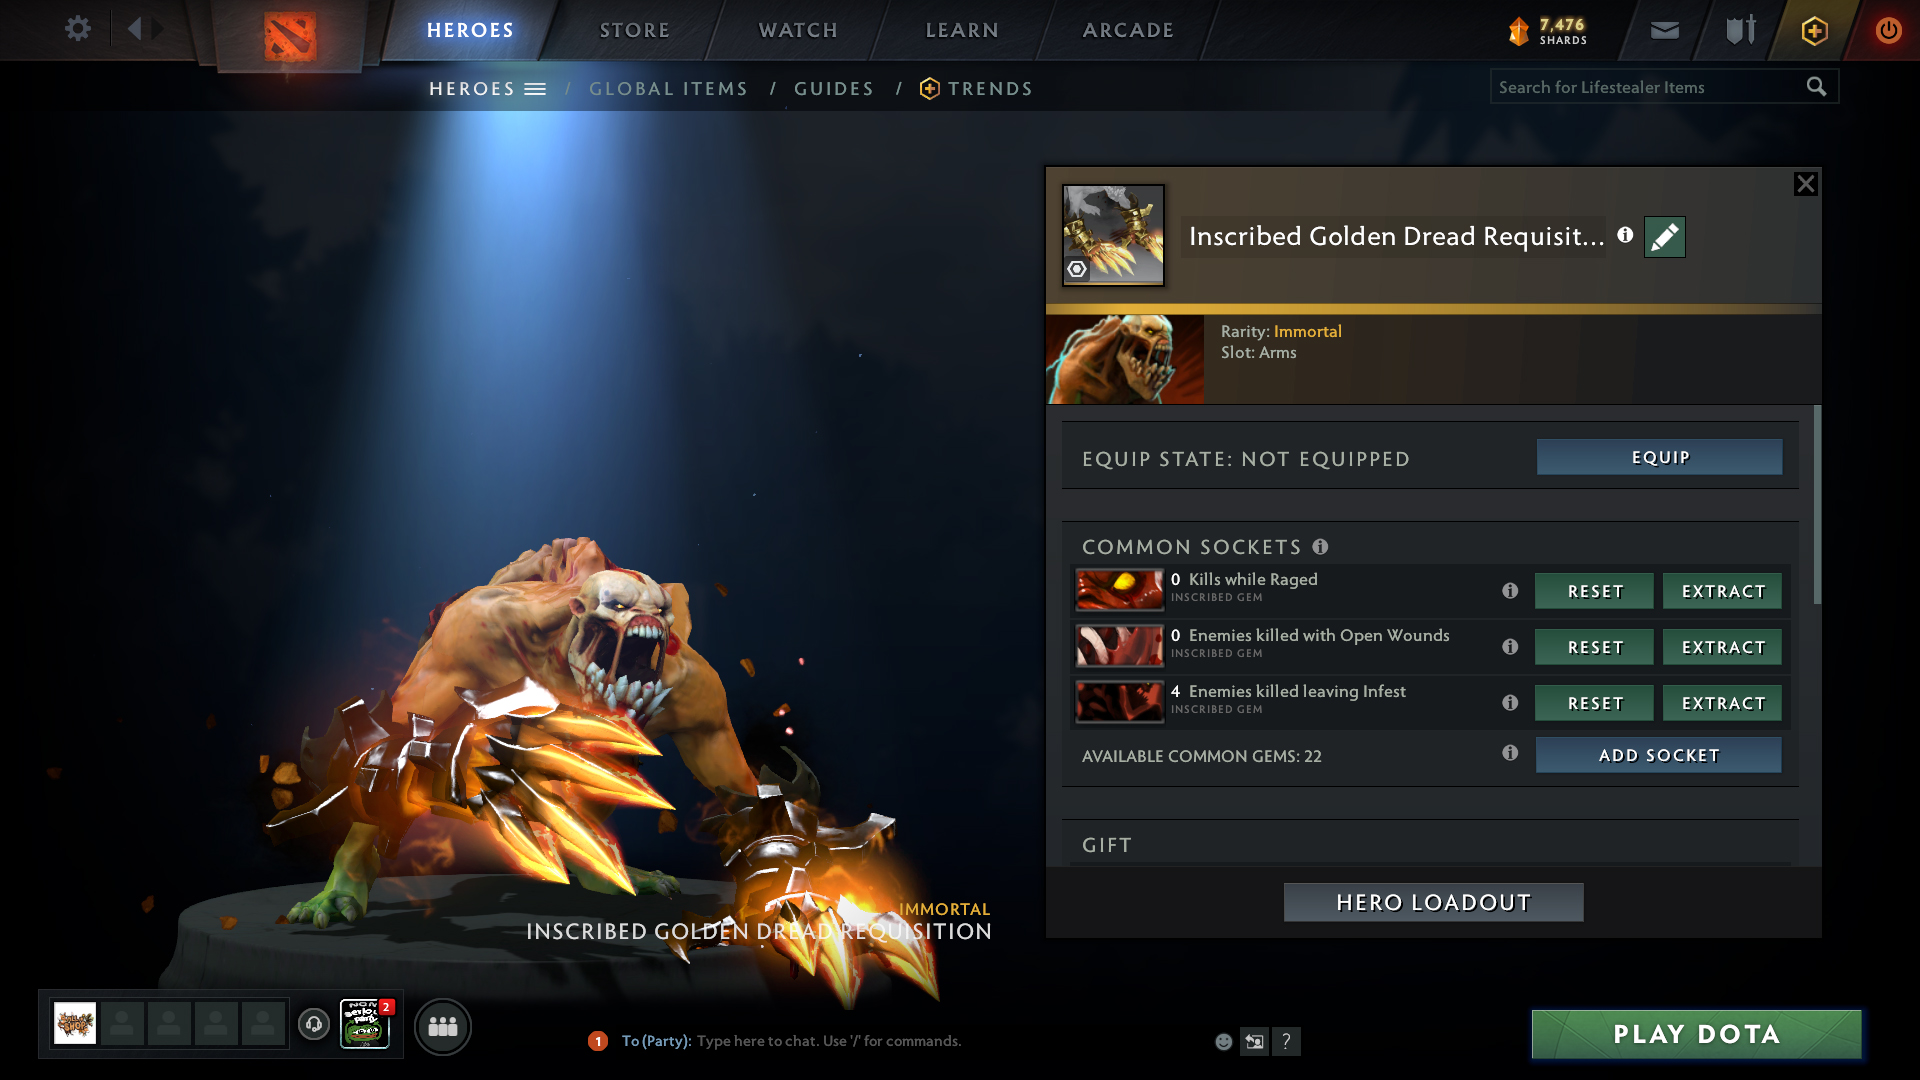 HEROES
STORE
WATCH
LEARN
ARCADE
7,476
SHARDS
HEROES / GLOBAL ITEMS / GUIDES / TRENDS
Search for Lifestealer Items
Inscribed Golden Dread Requisit...
Rarity: Immortal
Slot: Arms
EQUIP STATE: NOT EQUIPPED
EQUIP
COMMON SOCKETS
0 Kills while Raged
INSCRIBED GEM
RESET
EXTRACT
0 Enemies killed with Open Wounds
INSCRIBED GEM
RESET
EXTRACT
4 Enemies killed leaving Infest
INSCRIBED GEM
RESET
EXTRACT
AVAILABLE COMMON GEMS: 22
ADD SOCKET
GIFT
HERO LOADOUT
IMMORTAL
INSCRIBED GOLDEN DREAD REQUISITION
2
1
To (Party): Type here to chat. Use '/' for commands.
?
PLAY DOTA